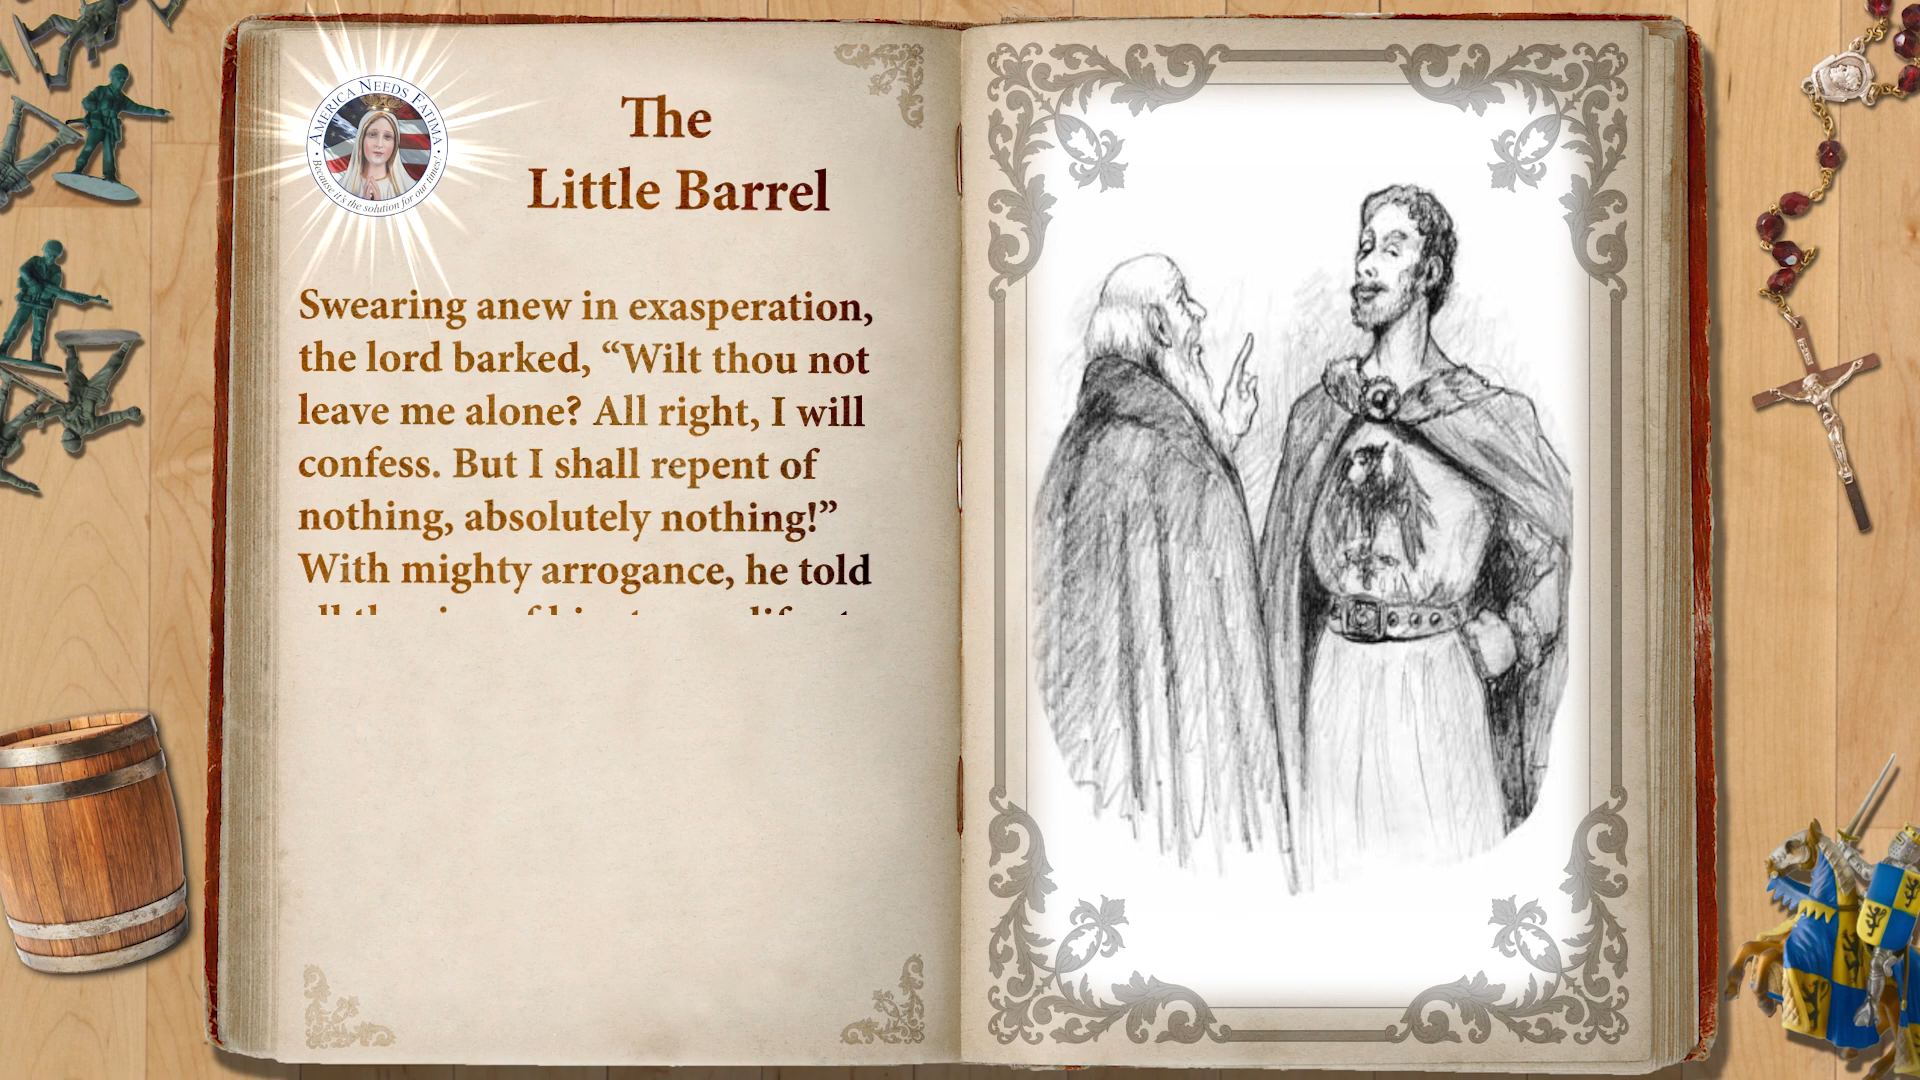 AMERICA NEEDS FATIMA
Because it's the solution for our times!
The
Little Barrel
Swearing anew in exasperation,
the lord barked, “Wilt thou not
leave me alone? All right, I will
confess. But I shall repent of
nothing, absolutely nothing!”
With mighty arrogance, he told